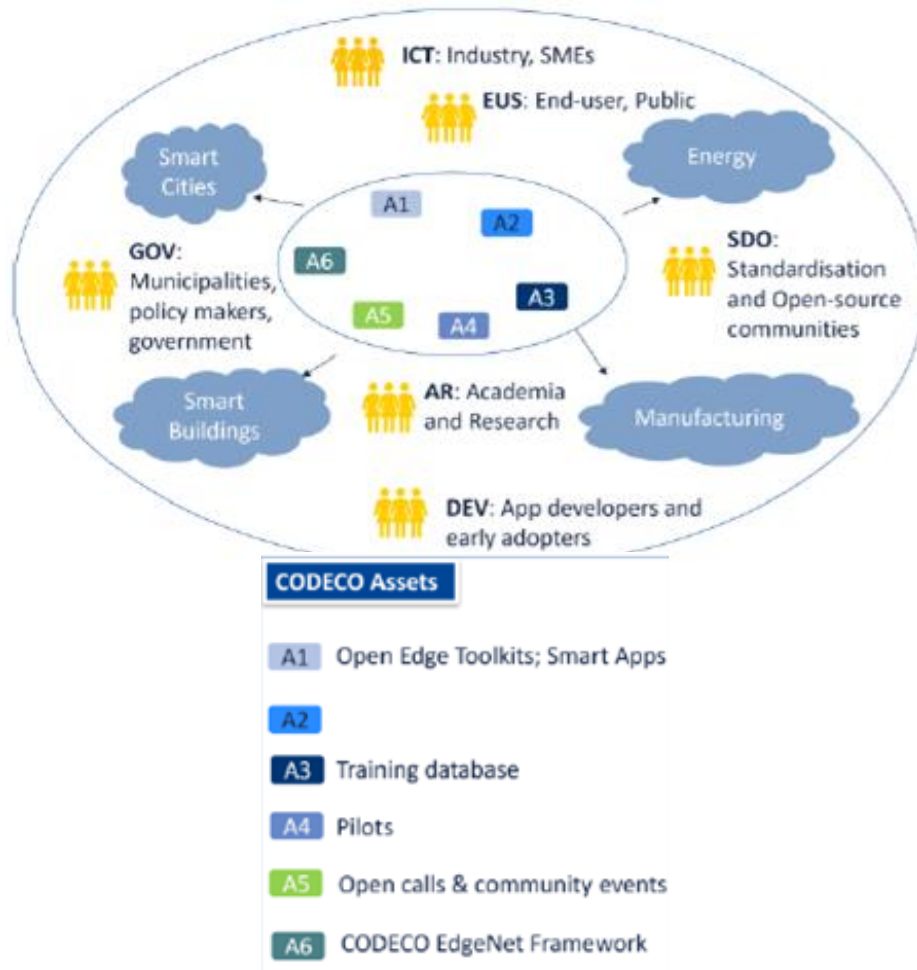 ICT: Industry, SMEs
EUS: End-user, Public
Smart
Cities
Energy
A1
A2
GOV:
Municipalities,
policy makers,
government
A6
SDO:
Standardisation
and Open-source
communities
A3
A5
A4
Smart
Buildings
AR: Academia
and Research
Manufacturing
DEV: App developers and
early adopters
CODECO Assets
A1 Open Edge Toolkits; Smart Apps
A2
A3 Training database
A4 Pilots
A5 Open calls & community events
A6 CODECO EdgeNet Framework